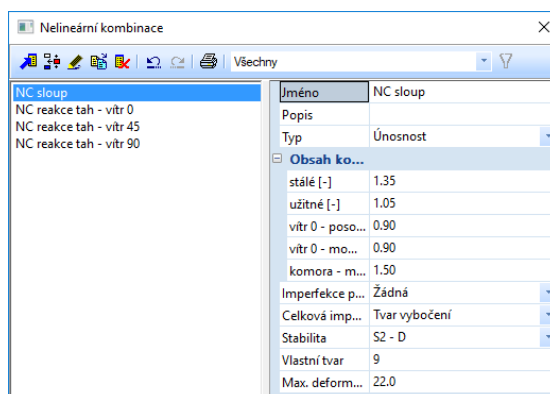 Nelineární kombinace
Všechny
NC sloup
NC reakce tah - vítr 0
NC reakce tah - vítr 45
NC reakce tah - vítr 90
Jméno NC sloup
Popis
Typ Únosnost
Obsah ko...
stálé [-] 1.35
užitné [-] 1.05
vítr 0 - poso... 0.90
vítr 0 - mo... 0.90
komora - m... 1.50
Imperfekce p... Žádná
Celková imp... Tvar vybočení
Stabilita S2 - D
Vlastní tvar 9
Max. deform... 22.0